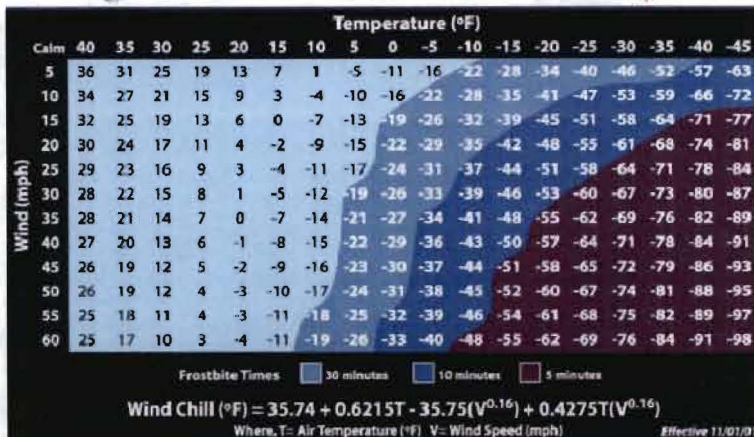 Temperature (°F)
Calm 40 35 30 25 20 15 10 5 0 -5 -10 -15 -20 -25 -30 -35 -40 -45
5 36 31 25 19 13 7 1 -5 -11 -16 -22 -28 -34 -40 -46 -52 -57 -63
10 34 27 21 15 9 3 -4 -10 -16 -22 -28 -35 -41 -47 -53 -59 -66 -72
15 32 25 19 13 6 0 -7 -13 -19 -26 -32 -39 -45 -51 -58 -64 -71 -77
20 30 24 17 11 4 -2 -9 -15 -22 -29 -35 -42 -48 -55 -61 -68 -74 -81
25 29 23 16 9 3 -4 -11 -17 -24 -31 -37 -44 -51 -58 -64 -71 -78 -84
30 28 22 15 8 1 -5 -12 -19 -26 -33 -39 -46 -53 -60 -67 -73 -80 -87
35 28 21 14 7 0 -7 -14 -21 -27 -34 -41 -48 -55 -62 -69 -76 -82 -89
40 27 20 13 6 -1 -8 -15 -22 -29 -36 -43 -50 -57 -64 -71 -78 -84 -91
45 26 19 12 5 -2 -9 -16 -23 -30 -37 -44 -51 -58 -65 -72 -79 -86 -93
50 26 19 12 4 -3 -10 -17 -24 -31 -38 -45 -52 -60 -67 -74 -81 -88 -95
55 25 18 11 4 -3 -11 -18 -25 -32 -39 -46 -54 -61 -68 -75 -82 -89 -97
60 25 17 10 3 -4 -11 -19 -26 -33 -40 -48 -55 -62 -69 -76 -84 -91 -98
Wind (mph)
Frostbite Times 30 minutes 10 minutes 5 minutes
Wind Chill (°F) = 35.74 + 0.6215T - 35.75(V^0.16) + 0.4275T(V^0.16)
Where, T= Air Temperature (°F) V= Wind Speed (mph) Effective 11/01/0